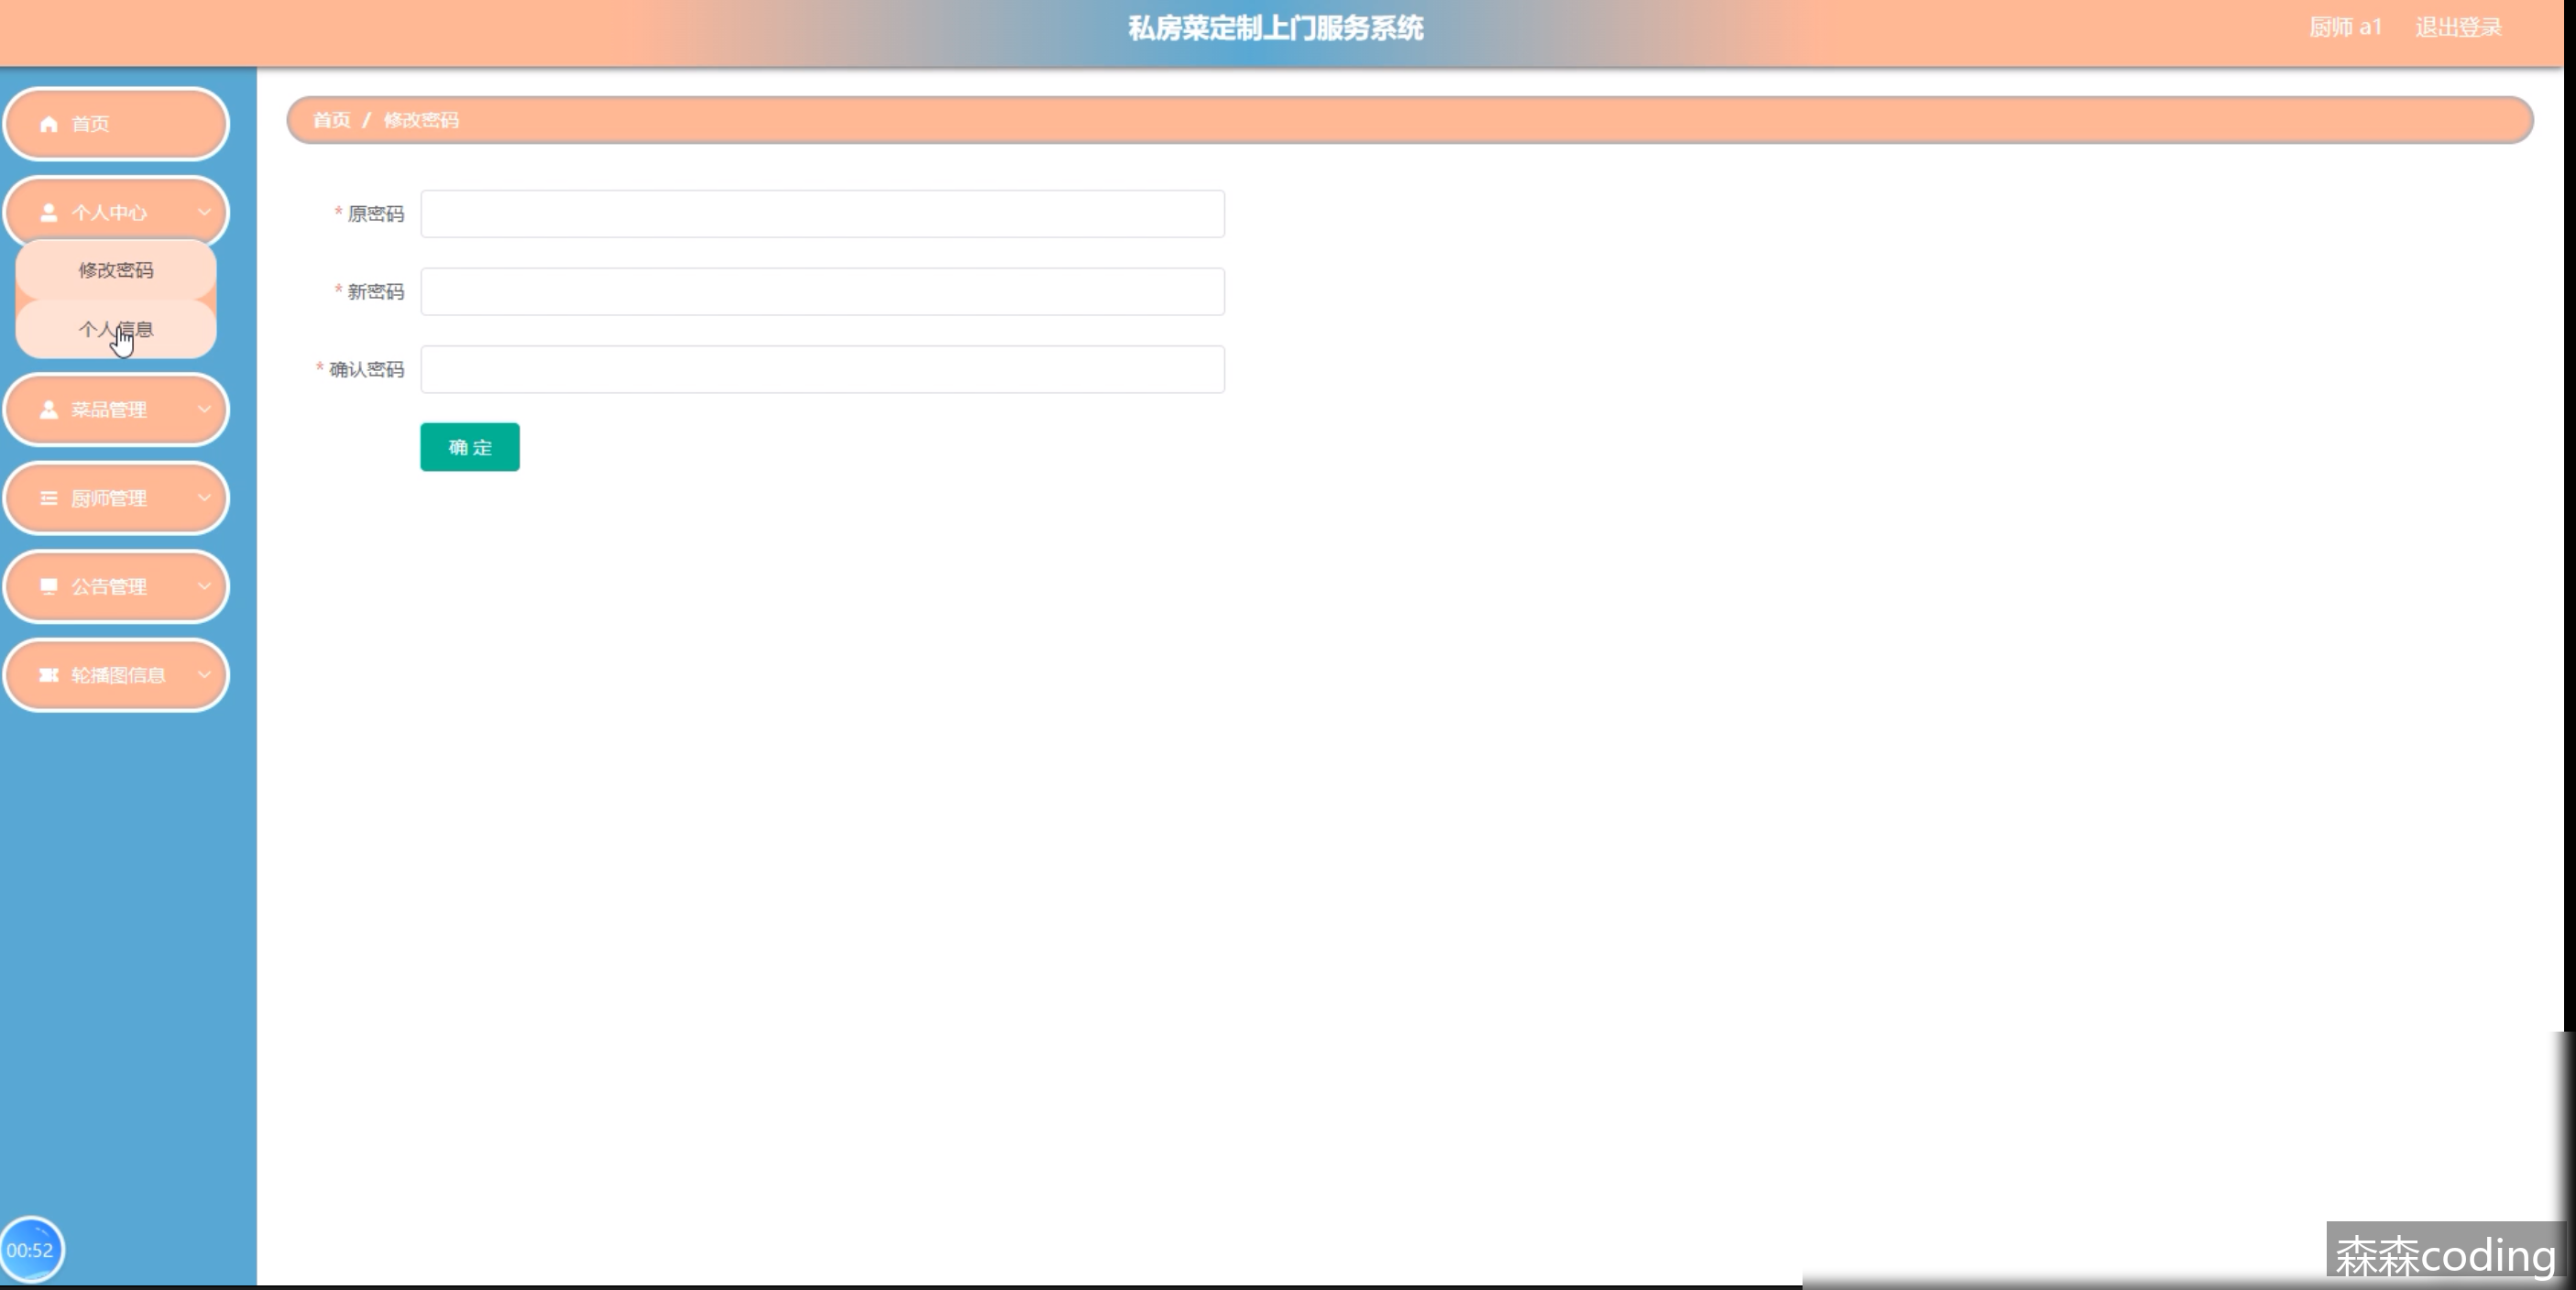 私房菜定制上门服务系统
厨师 a1 退出登录
首页
个人中心
修改密码
个人信息
菜品管理
厨师管理
公告管理
轮播图信息
首页 / 修改密码
* 原密码
* 新密码
* 确认密码
确 定
00:52
森森coding